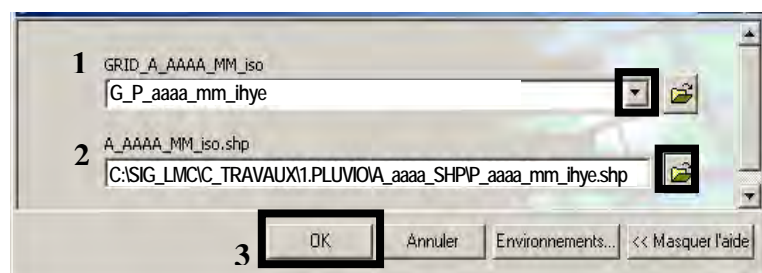 1 GRID_A_AAAA_MM_iso
G_P_aaaa_mm_ihye
2 A_AAAA_MM_iso.shp
C:\SIG_LMC\C_TRAVAUX\1.PLUVIO\A_aaaa_SHP\P_aaaa_mm_ihye.shp
3 OK Annuler Environnements... << Masquer l'aide